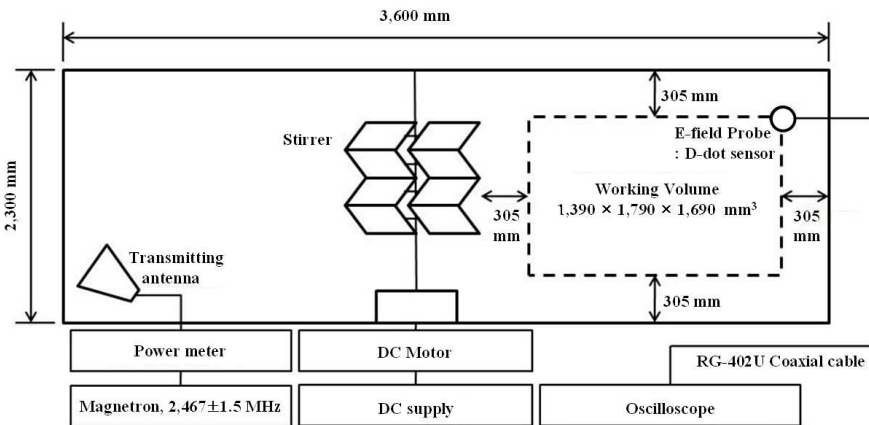 3,600 mm
2,300 mm
305 mm
Stirrer
E-field Probe
: D-dot sensor
Working Volume
1,390 × 1,790 × 1,690 mm³
305
mm
305
mm
Transmitting
antenna
305 mm
Power meter
DC Motor
RG-402U Coaxial cable
Magnetron, 2,467±1.5 MHz
DC supply
Oscilloscope